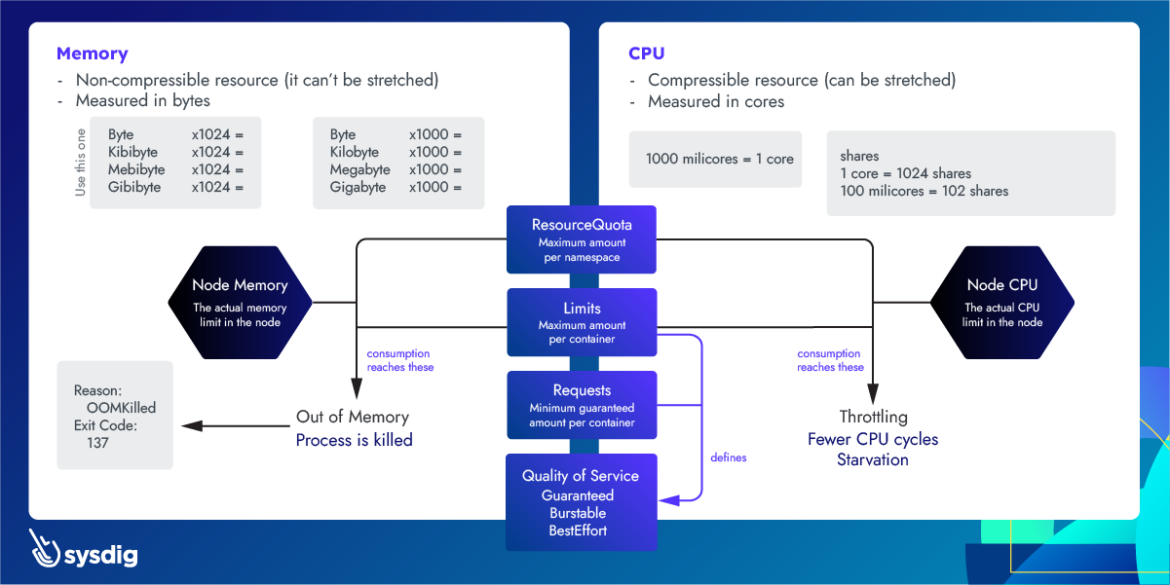 Memory
- Non-compressible resource (it can't be stretched)
- Measured in bytes
Use this one
Byte x1024 =
Kibibyte x1024 =
Mebibyte x1024 =
Gibibyte x1024 =
Byte x1000 =
Kilobyte x1000 =
Megabyte x1000 =
Gigabyte x1000 =
CPU
- Compressible resource (can be stretched)
- Measured in cores
1000 milicores = 1 core
shares
1 core = 1024 shares
100 milicores = 102 shares
ResourceQuota
Maximum amount
per namespace
Node Memory
The actual memory
limit in the node
Limits
Maximum amount
per container
Node CPU
The actual CPU
limit in the node
consumption
reaches these
consumption
reaches these
Requests
Minimum guaranteed
amount per container
Reason:
OOMKilled
Exit Code:
137
Out of Memory
Process is killed
Throttling
Fewer CPU cycles
Starvation
defines
Quality of Service
Guaranteed
Burstable
BestEffort
sysdig